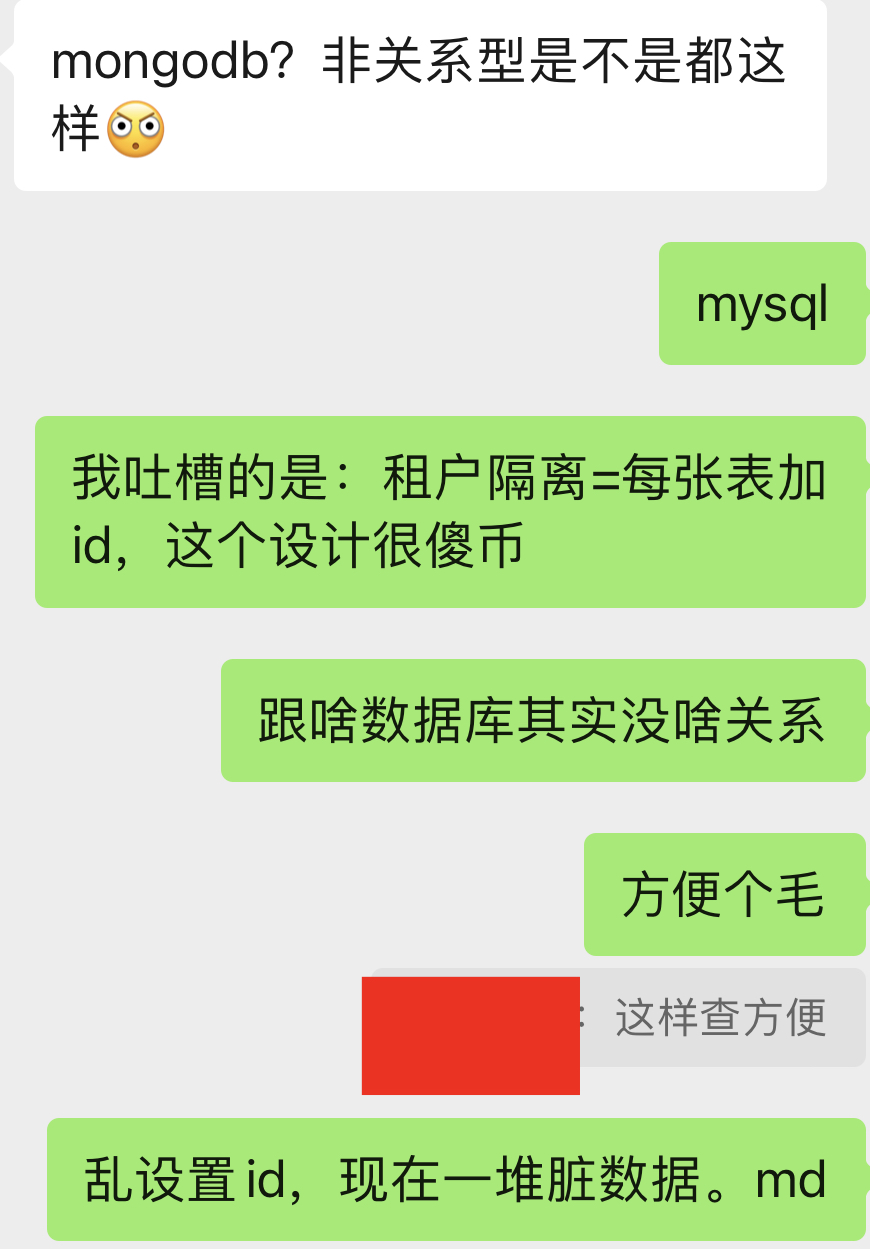 mongodb？非关系型是不是都这
样
mysql
我吐槽的是：租户隔离=每张表加
id，这个设计很傻币
跟啥数据库其实没啥关系
方便个毛
：这样查方便
乱设置id，现在一堆脏数据。md